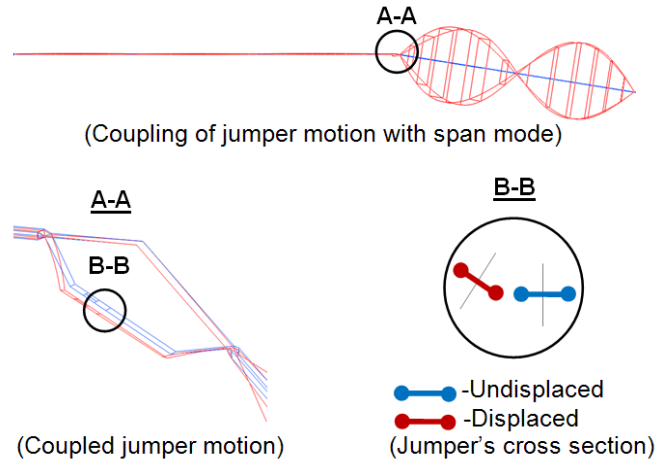 A-A
(Coupling of jumper motion with span mode)
A-A
B-B
B-B
-Undisplaced
-Displaced
(Coupled jumper motion)
(Jumper's cross section)